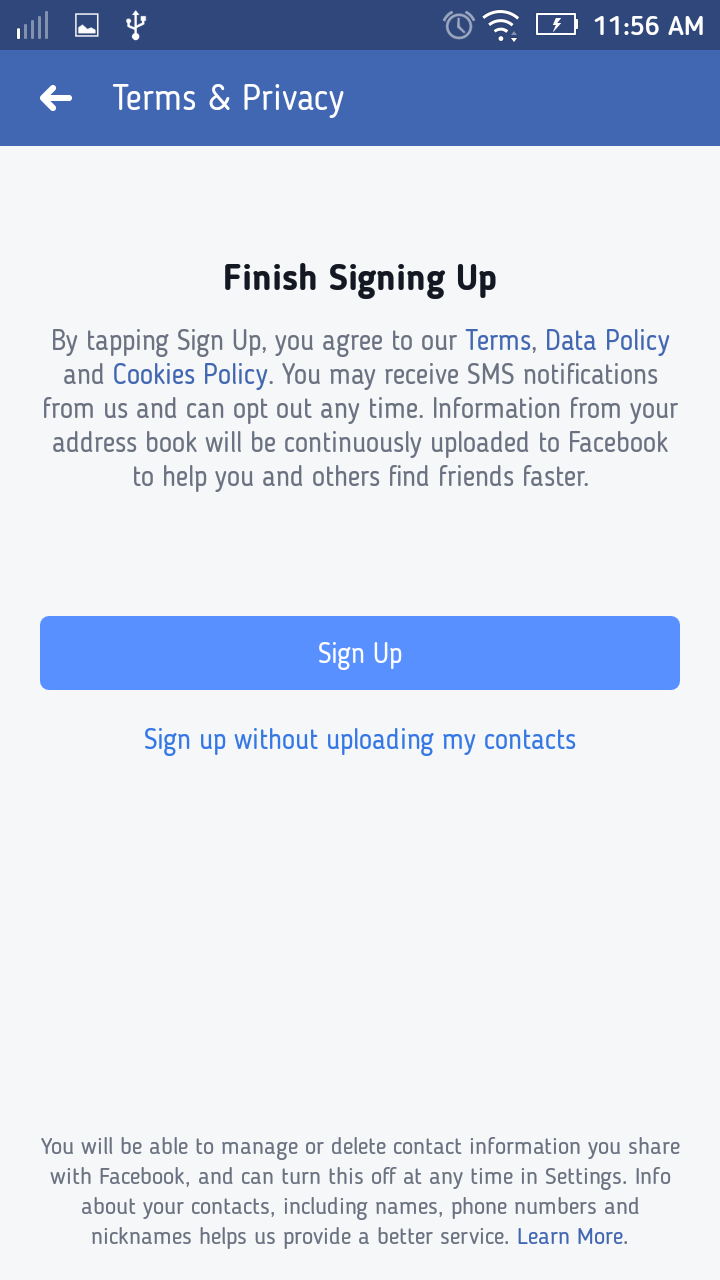 11:56 AM
Terms & Privacy
Finish Signing Up
By tapping Sign Up, you agree to our Terms, Data Policy
and Cookies Policy. You may receive SMS notifications
from us and can opt out any time. Information from your
address book will be continuously uploaded to Facebook
to help you and others find friends faster.
Sign Up
Sign up without uploading my contacts
You will be able to manage or delete contact information you share
with Facebook, and can turn this off at any time in Settings. Info
about your contacts, including names, phone numbers and
nicknames helps us provide a better service. Learn More.